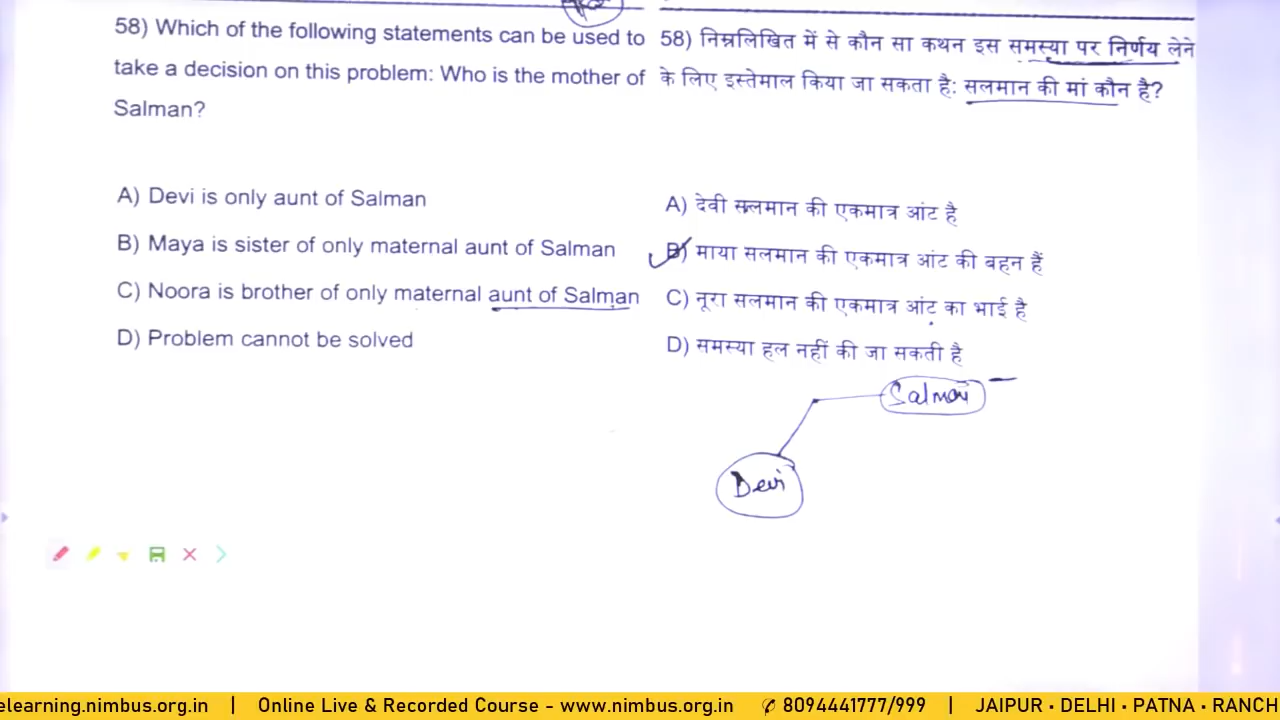 58) Which of the following statements can be used to
take a decision on this problem: Who is the mother of
Salman?
A) Devi is only aunt of Salman
B) Maya is sister of only maternal aunt of Salman
C) Noora is brother of only maternal aunt of Salman
D) Problem cannot be solved
58) निम्नलिखित में से कौन सा कथन इस समस्या पर निर्णय लेने
के लिए इस्तेमाल किया जा सकता है: सलमान की मां कौन है?
A) देवी सलमान की एकमात्र आंट है
B) माया सलमान की एकमात्र आंट की बहन हैं
C) नूरा सलमान की एकमात्र आंट का भाई है
D) समस्या हल नहीं की जा सकती है
Salman
Devi
elearning.nimbus.org.in | Online Live & Recorded Course - www.nimbus.org.in ✆ 8094441777/999 | JAIPUR • DELHI • PATNA • RANCH